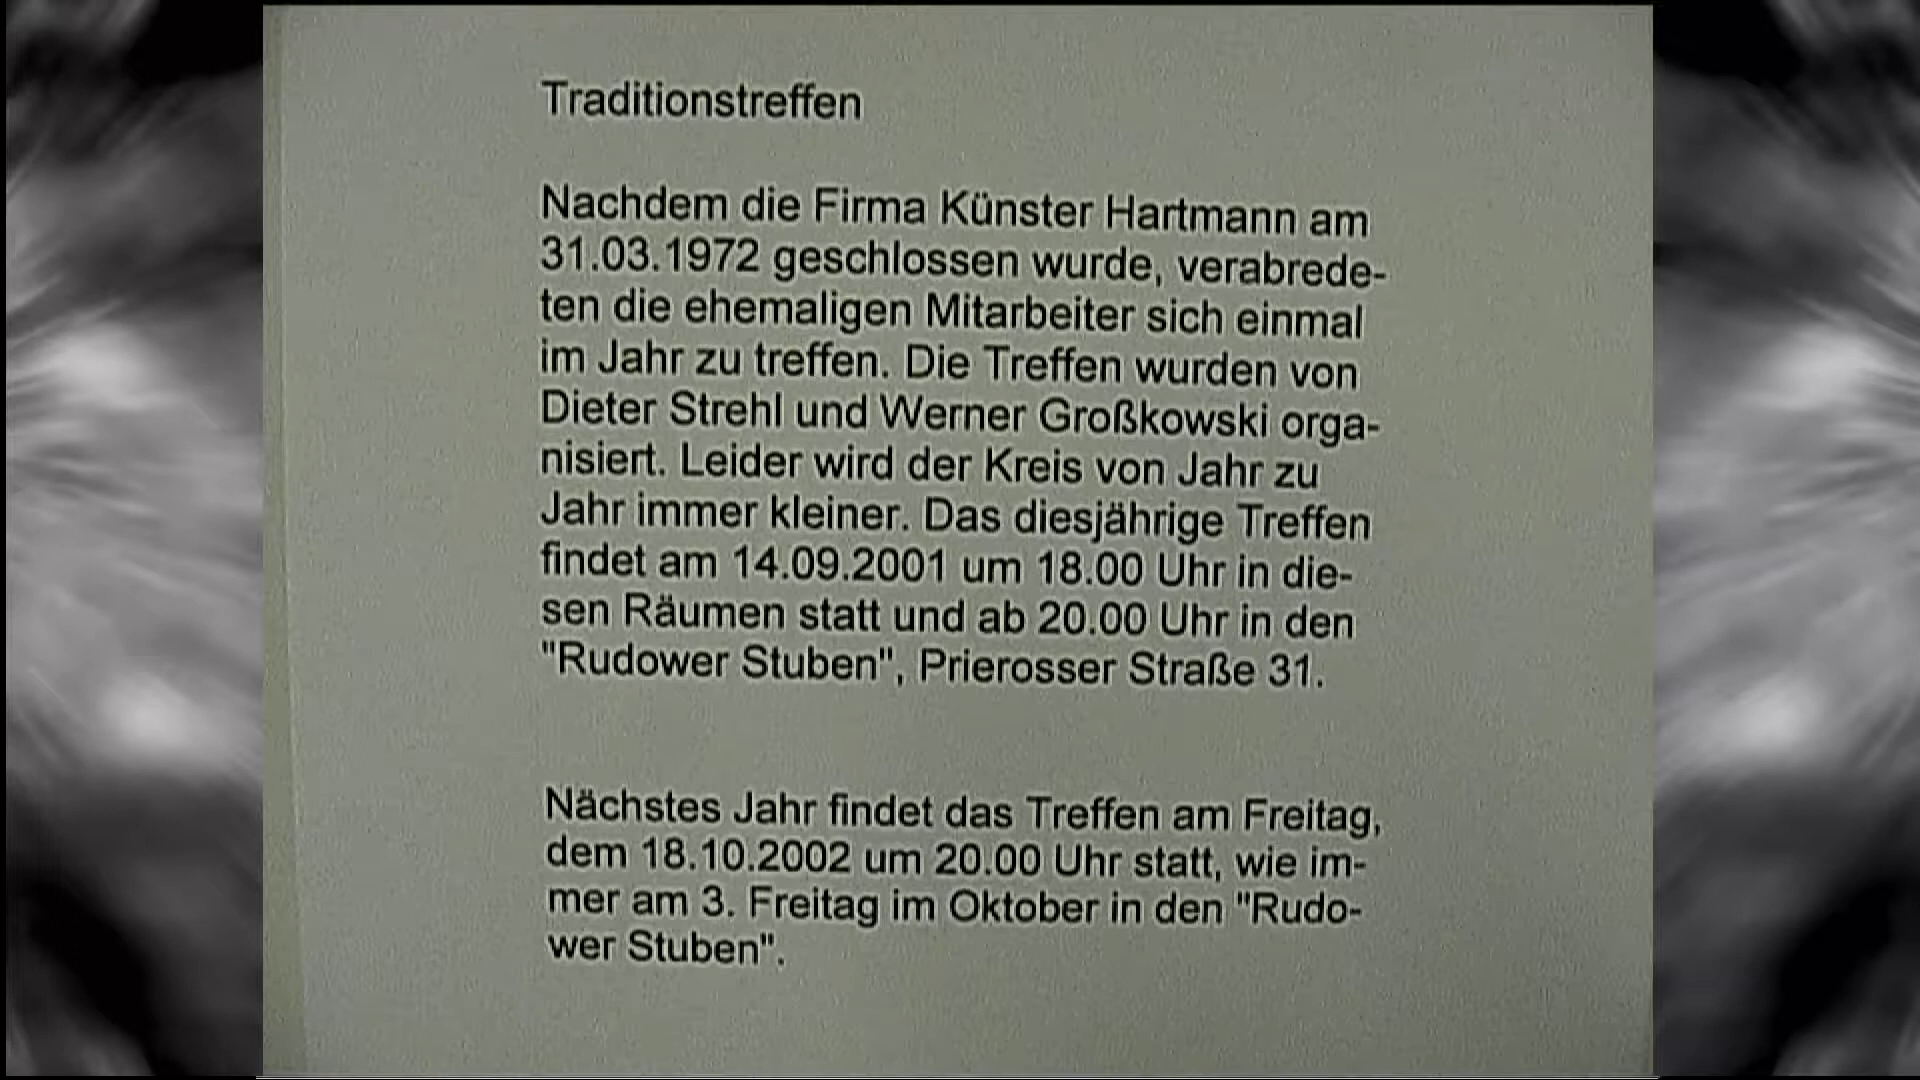 Traditionstreffen
Nachdem die Firma Künster Hartmann am
31.03.1972 geschlossen wurde, verabrede-
ten die ehemaligen Mitarbeiter sich einmal
im Jahr zu treffen. Die Treffen wurden von
Dieter Strehl und Werner Großkowski orga-
nisiert. Leider wird der Kreis von Jahr zu
Jahr immer kleiner. Das diesjährige Treffen
findet am 14.09.2001 um 18.00 Uhr in die-
sen Räumen statt und ab 20.00 Uhr in den
"Rudower Stuben", Prierosser Straße 31.
Nächstes Jahr findet das Treffen am Freitag,
dem 18.10.2002 um 20.00 Uhr statt, wie im-
mer am 3. Freitag im Oktober in den "Rudo-
wer Stuben".